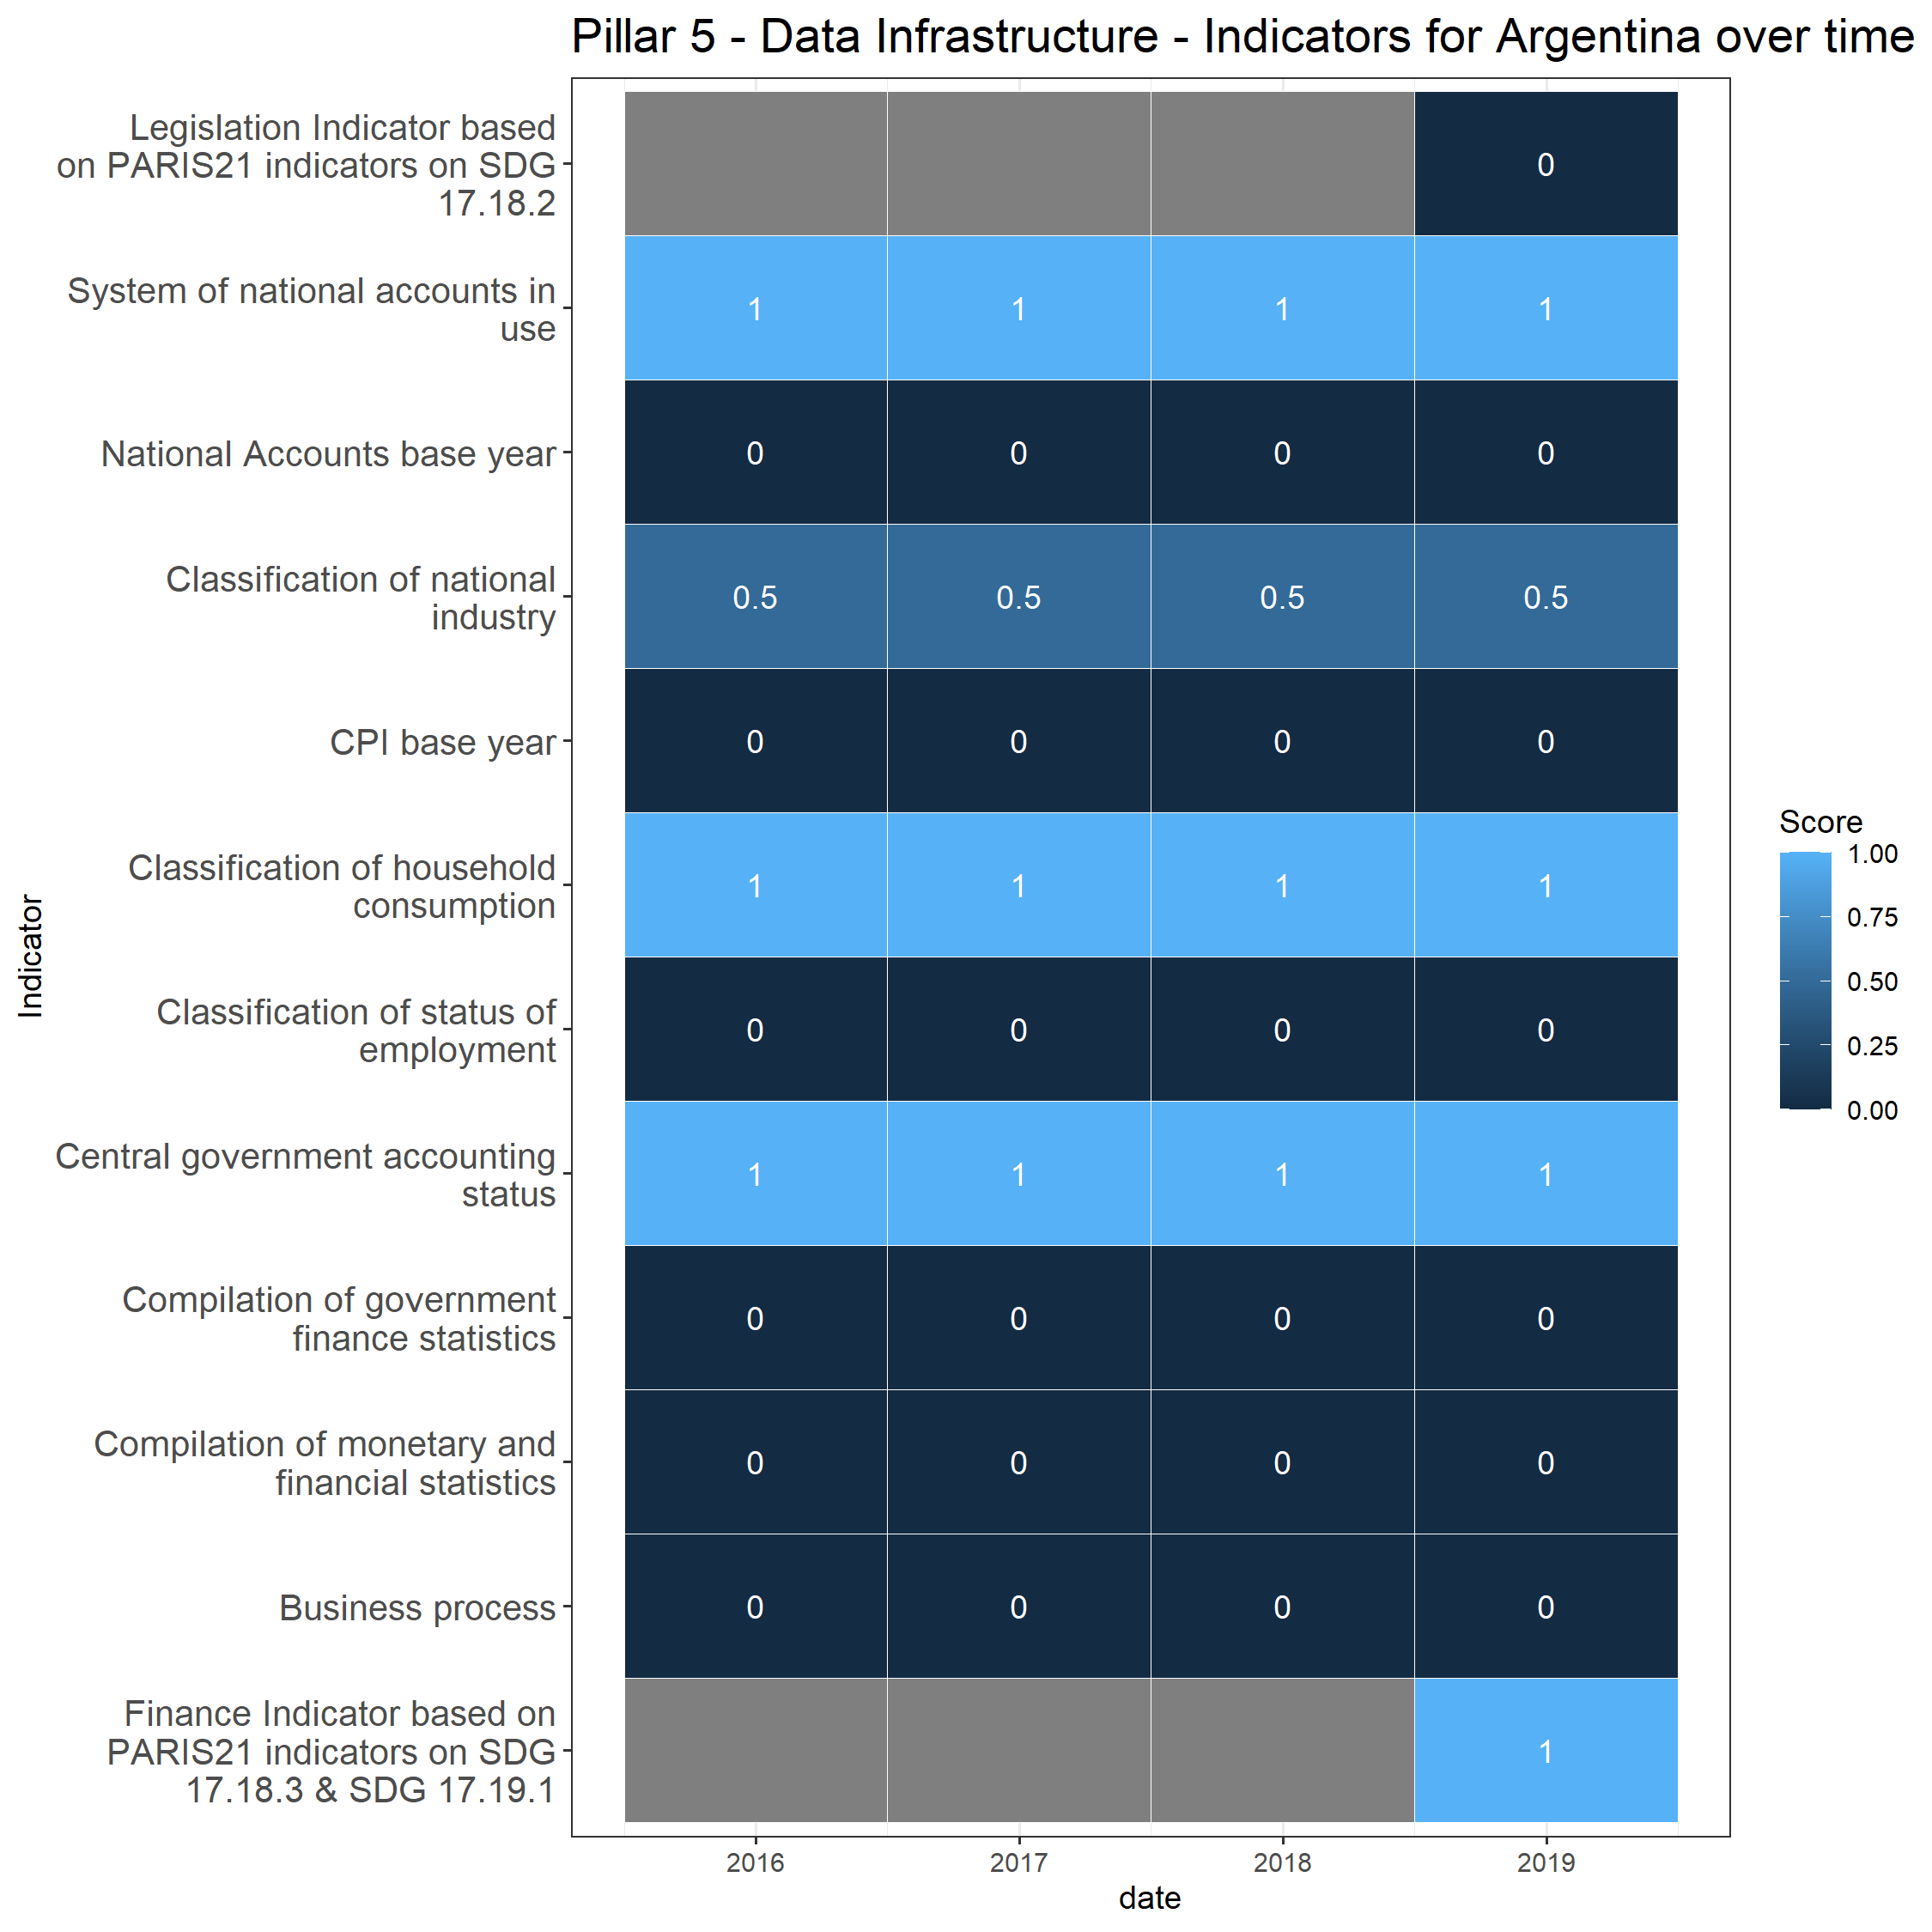 Pillar 5 - Data Infrastructure - Indicators for Argentina over time
Indicator
Legislation Indicator based
on PARIS21 indicators on SDG
17.18.2
0
System of national accounts in
use
1 1 1 1
National Accounts base year
0 0 0 0
Classification of national
industry
0.5 0.5 0.5 0.5
CPI base year
0 0 0 0
Classification of household
consumption
1 1 1 1
Classification of status of
employment
0 0 0 0
Central government accounting
status
1 1 1 1
Compilation of government
finance statistics
0 0 0 0
Compilation of monetary and
financial statistics
0 0 0 0
Business process
0 0 0 0
Finance Indicator based on
PARIS21 indicators on SDG
17.18.3 & SDG 17.19.1
1
2016 2017 2018 2019
date
Score
1.00
0.75
0.50
0.25
0.00